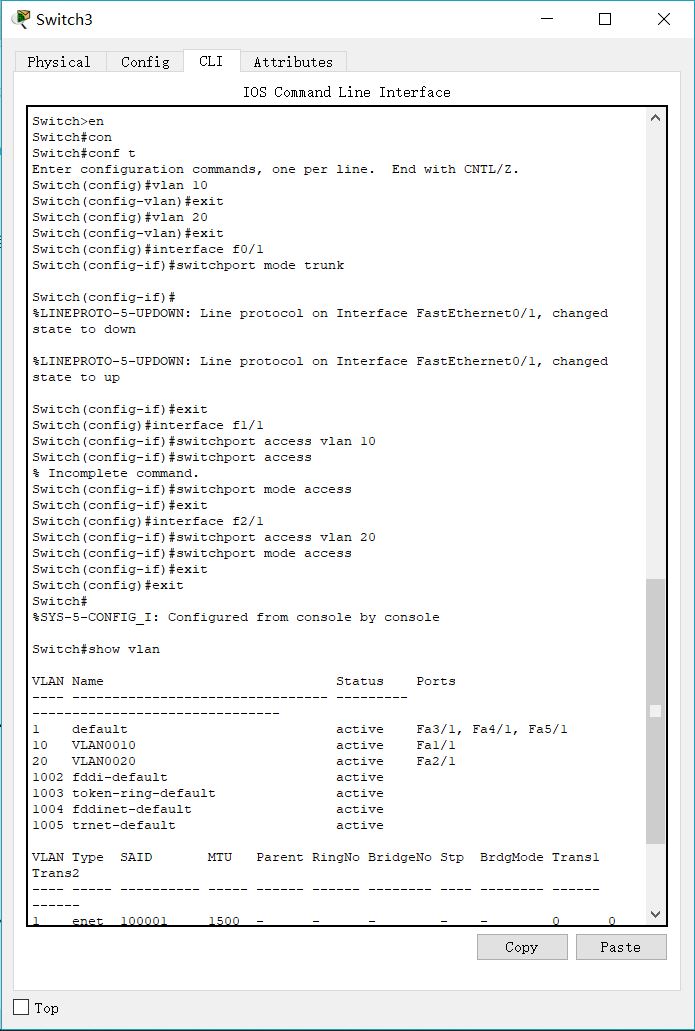 Switch3
Physical Config CLI Attributes
IOS Command Line Interface
Switch>en
Switch#con
Switch#conf t
Enter configuration commands, one per line.  End with CNTL/Z.
Switch(config)#vlan 10
Switch(config-vlan)#exit
Switch(config)#vlan 20
Switch(config-vlan)#exit
Switch(config)#interface f0/1
Switch(config-if)#switchport mode trunk
Switch(config-if)#
%LINEPROTO-5-UPDOWN: Line protocol on Interface FastEthernet0/1, changed
state to down
%LINEPROTO-5-UPDOWN: Line protocol on Interface FastEthernet0/1, changed
state to up
Switch(config-if)#exit
Switch(config)#interface f1/1
Switch(config-if)#switchport access vlan 10
Switch(config-if)#switchport access
% Incomplete command.
Switch(config-if)#switchport mode access
Switch(config-if)#exit
Switch(config)#interface f2/1
Switch(config-if)#switchport access vlan 20
Switch(config-if)#switchport mode access
Switch(config-if)#exit
Switch(config)#exit
Switch#
%SYS-5-CONFIG_I: Configured from console by console
Switch#show vlan
VLAN Name                             Status    Ports
---- -------------------------------- ---------
-------------------------------
1    default                          active    Fa3/1, Fa4/1, Fa5/1
10   VLAN0010                         active    Fa1/1
20   VLAN0020                         active    Fa2/1
1002 fddi-default                     active
1003 token-ring-default               active
1004 fddinet-default                  active
1005 trnet-default                    active
VLAN Type  SAID       MTU   Parent RingNo BridgeNo Stp  BrdgMode Trans1
Trans2
---- ----- ---------- ----- ------ ------ -------- ---- -------- ------
------
1    enet  100001     1500  -      -      -        -    -        0      0
Copy Paste
Top